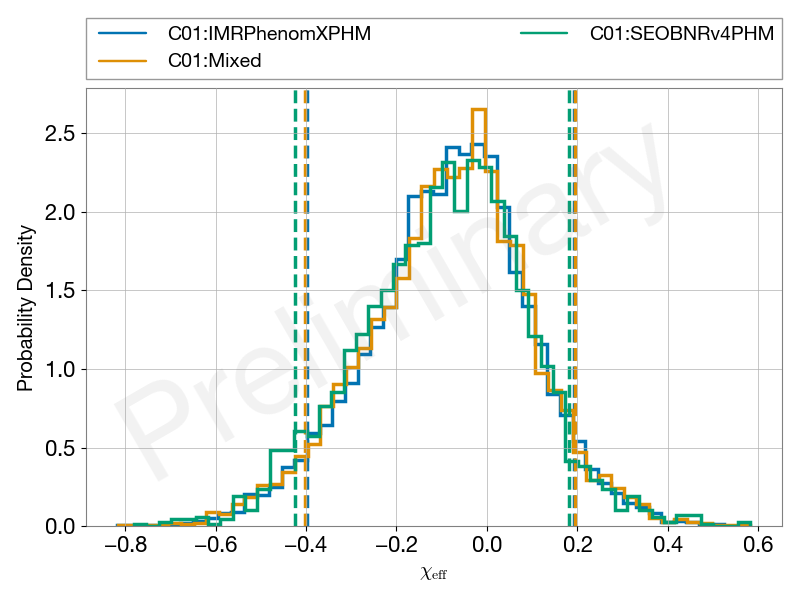 C01:IMRPhenomXPHM
C01:Mixed
C01:SEOBNRv4PHM
Probability Density
2.5
2.0
1.5
1.0
0.5
0.0
Preliminary
−0.8 −0.6 −0.4 −0.2 0.0 0.2 0.4 0.6
χeff